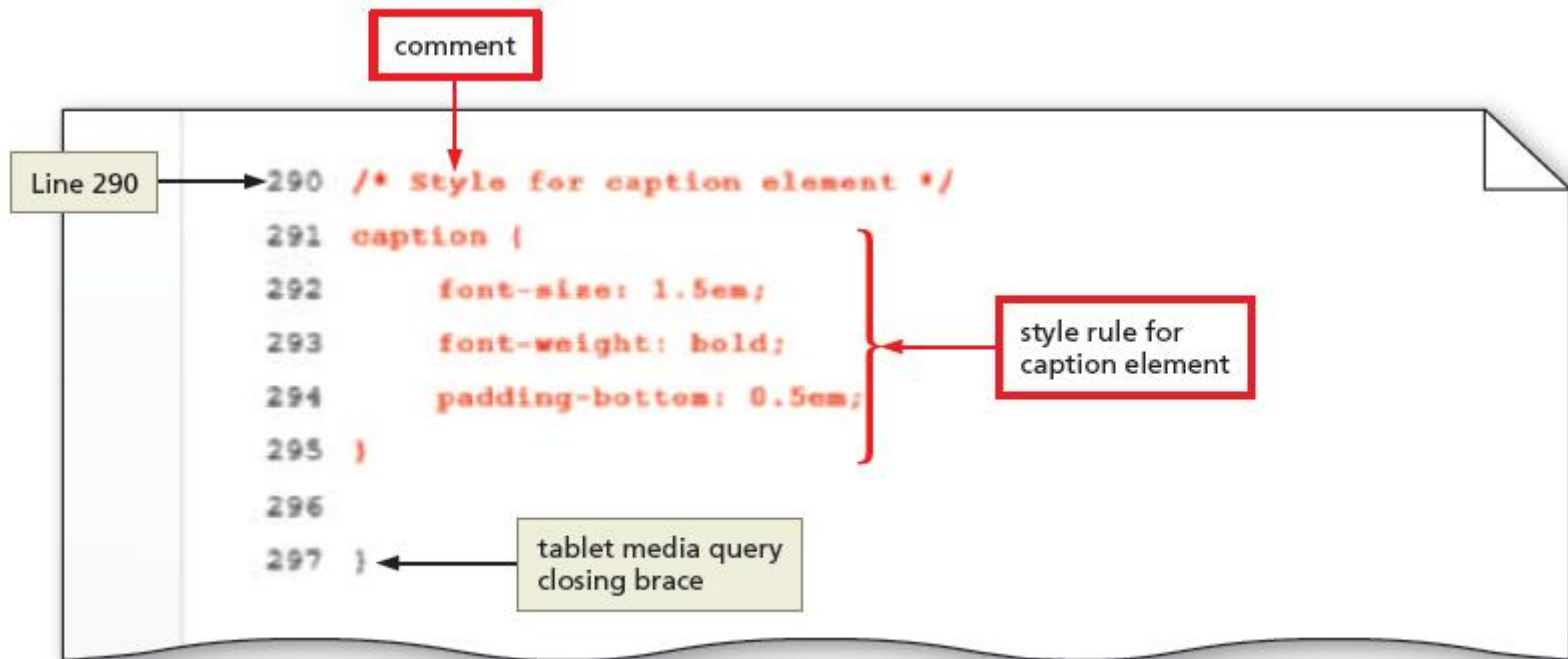 comment
Line 290
290 /* Style for caption element */
291 caption {
292 font-size: 1.5em;
293 font-weight: bold;
294 padding-bottom: 0.5em;
295 }
296
297 }
style rule for
caption element
tablet media query
closing brace